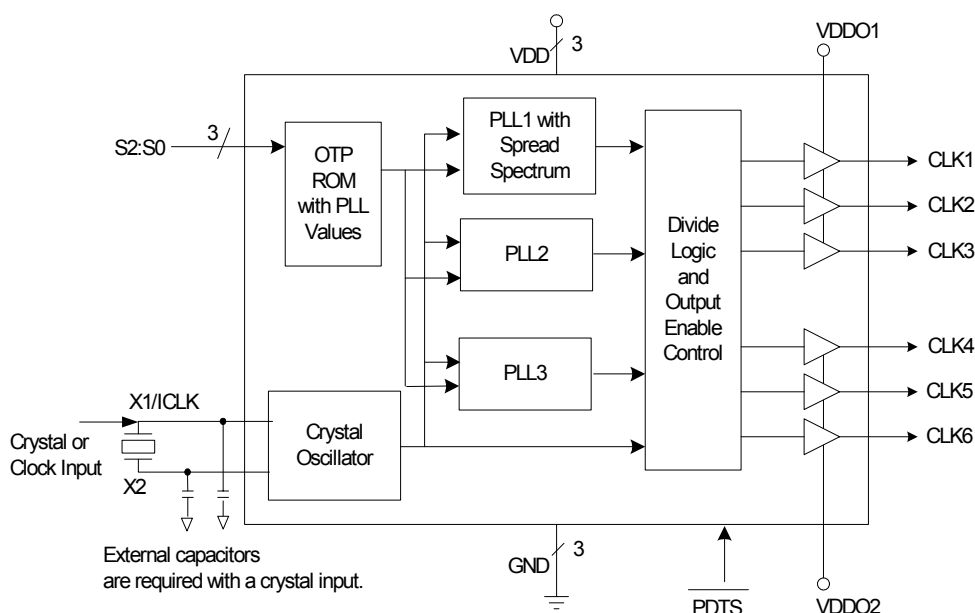 VDD
3
VDDO1
S2:S0
3
OTP
ROM
with PLL
Values
PLL1 with
Spread
Spectrum
PLL2
PLL3
Divide
Logic
and
Output
Enable
Control
CLK1
CLK2
CLK3
CLK4
CLK5
CLK6
X1/ICLK
Crystal or
Clock Input
X2
Crystal
Oscillator
External capacitors
are required with a crystal input.
GND
3
PDTS
VDDO2